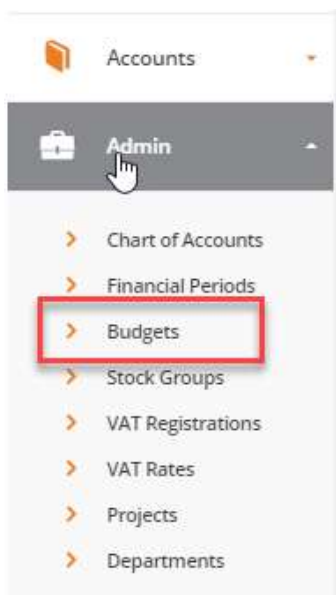 Accounts
Admin
Chart of Accounts
Financial Periods
Budgets
Stock Groups
VAT Registrations
VAT Rates
Projects
Departments